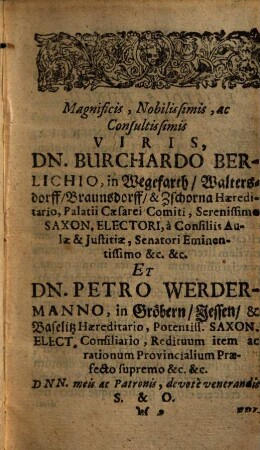 Magnificis, Nobilissimis, ac
Consultissimis
VIRIS,
DN. BURCHARDO BER-
LICHIO, in Wegefarth/ Walters-
dorff/ Braunsdorff/ & Zschorna Hæredi-
tario, Palatii Cæsarei Comiti, Serenissimo
SAXON. ELECTORI, à Consiliis Au-
læ & Justitiæ, Senatori Eminen-
tissimo &c. &c.
ET
DN. PETRO WERDER-
MANNO, in Gröbern/ Jessen/ &
Baselitz Hæreditario, Potentiss. SAXON.
ELECT. Consiliario, Redituum item ac
rationum Provincialium Præ-
fecto supremo &c. &c.
DNN. meis ac Patronis, devotè venerandis
S. & O.